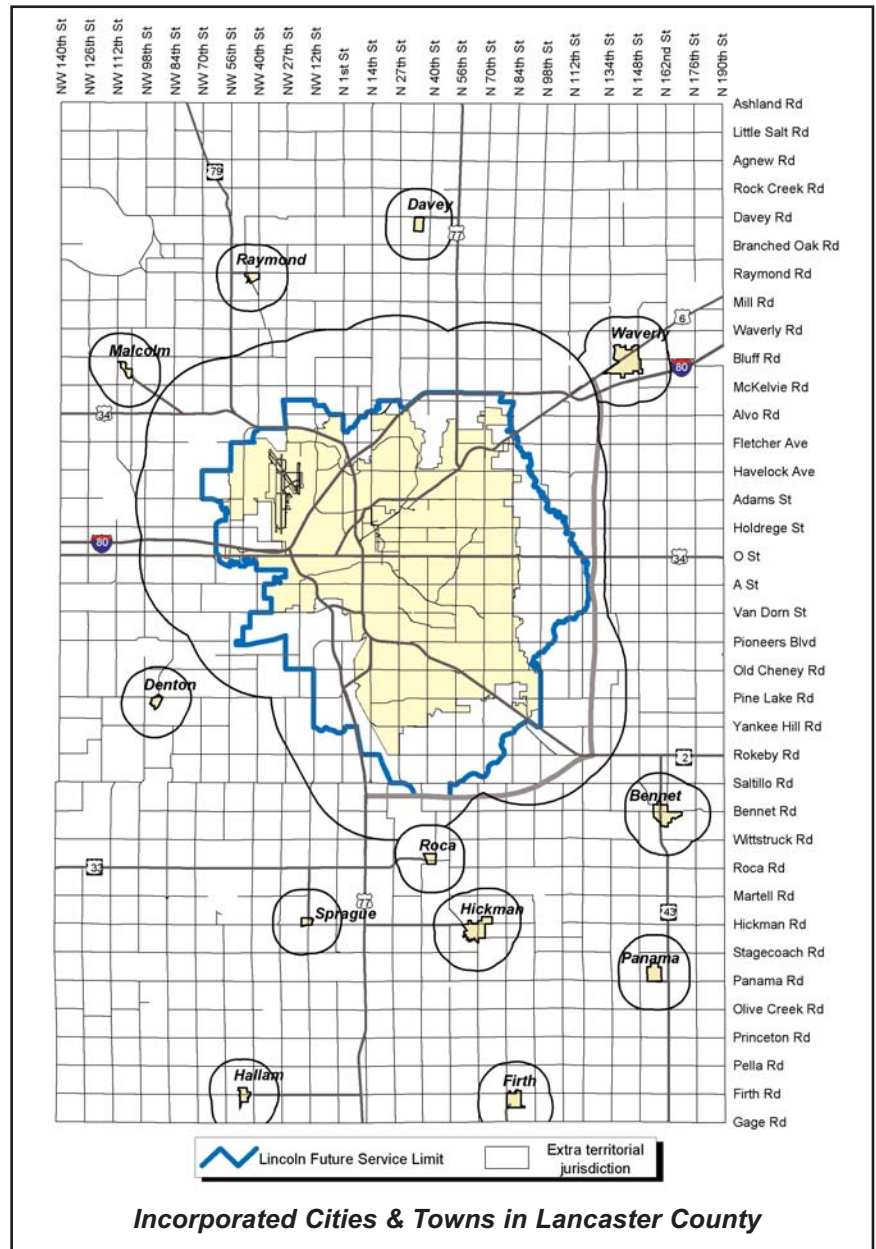 NW 140th St
NW 126th St
NW 112th St
NW 98th St
NW 84th St
NW 70th St
NW 56th St
NW 40th St
NW 27th St
NW 12th St
N 1st St
N 14th St
N 27th St
N 40th St
N 56th St
N 70th St
N 84th St
N 98th St
N 112th St
N 134th St
N 148th St
N 162nd St
N 176th St
N 190th St
Ashland Rd
Little Salt Rd
Agnew Rd
79
Rock Creek Rd
Davey
Davey Rd
77
Branched Oak Rd
Raymond
Raymond Rd
Mill Rd
6
Waverly
Waverly Rd
Malcolm
Bluff Rd
80
McKelvie Rd
34
Alvo Rd
Fletcher Ave
Havelock Ave
Adams St
Holdrege St
80
O St
34
A St
Van Dorn St
Pioneers Blvd
Old Cheney Rd
Denton
Pine Lake Rd
Yankee Hill Rd
Rokeby Rd
2
Saltillo Rd
Bennet
Bennet Rd
Wittstruck Rd
Roca
Roca Rd
33
Martell Rd
77
Sprague
Hickman
43
Hickman Rd
Stagecoach Rd
Panama
Panama Rd
Olive Creek Rd
Princeton Rd
Pella Rd
Hallam
Firth
Firth Rd
Gage Rd
Lincoln Future Service Limit
Extra territorial
jurisdiction
Incorporated Cities & Towns in Lancaster County